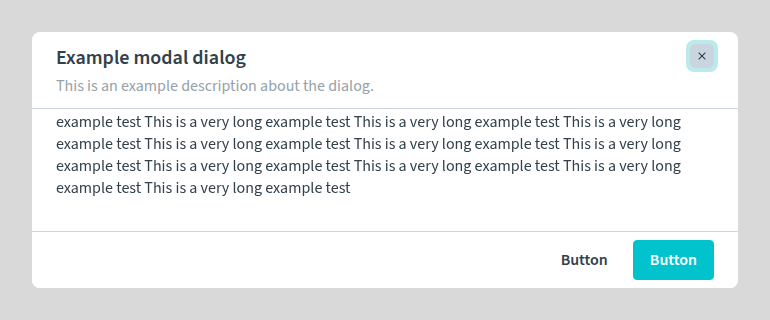 Example modal dialog
×
This is an example description about the dialog.
example test This is a very long example test This is a very long example test This is a very long
example test This is a very long example test This is a very long example test This is a very long
example test This is a very long example test This is a very long example test This is a very long
example test This is a very long example test
Button
Button